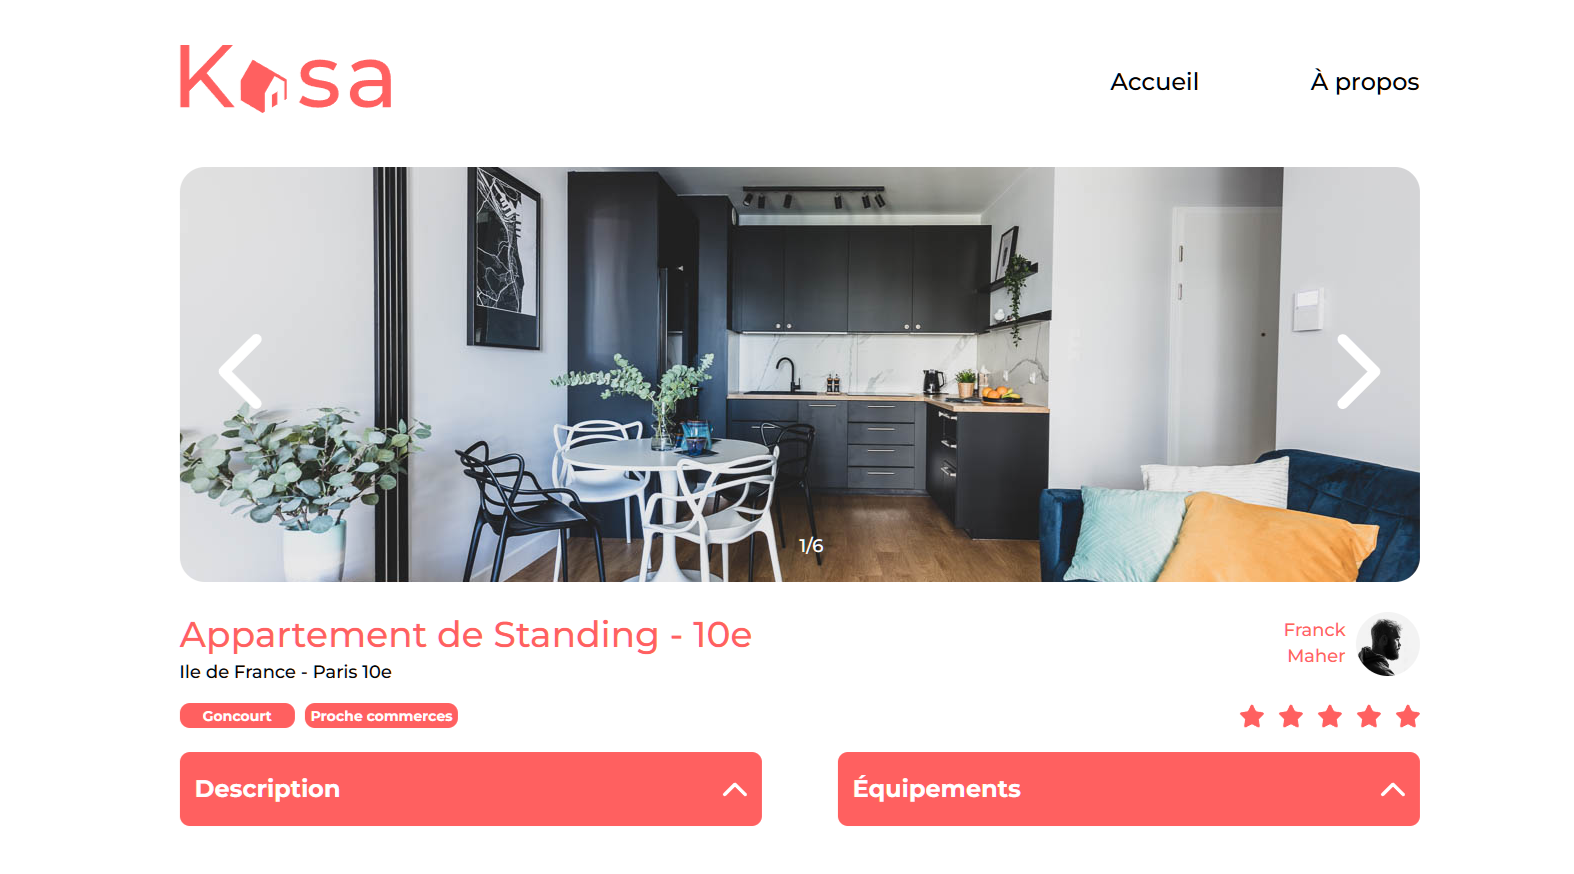 Kasa
Accueil
À propos
1/6
Appartement de Standing - 10e
Ile de France - Paris 10e
Franck
Maher
Goncourt
Proche commerces
Description
Équipements